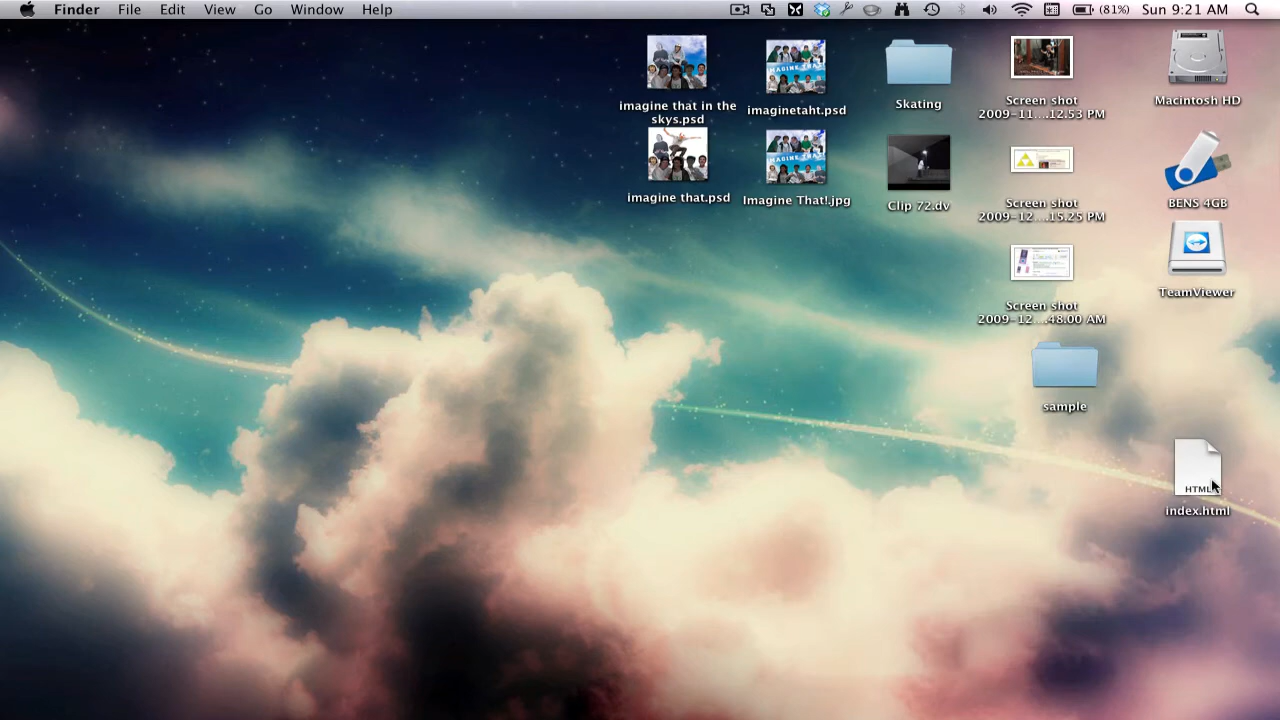 Finder File Edit View Go Window Help (81%) Sun 9:21 AM
imagine that in the
skys.psd
imaginetaht.psd
Skating
Screen shot
2009-11....12.53 PM
Macintosh HD
imagine that.psd
Imagine That!.jpg
Clip 72.dv
Screen shot
2009-12....15.25 PM
BENS 4GB
Screen shot
2009-12....48.00 AM
TeamViewer
sample
HTML
index.html